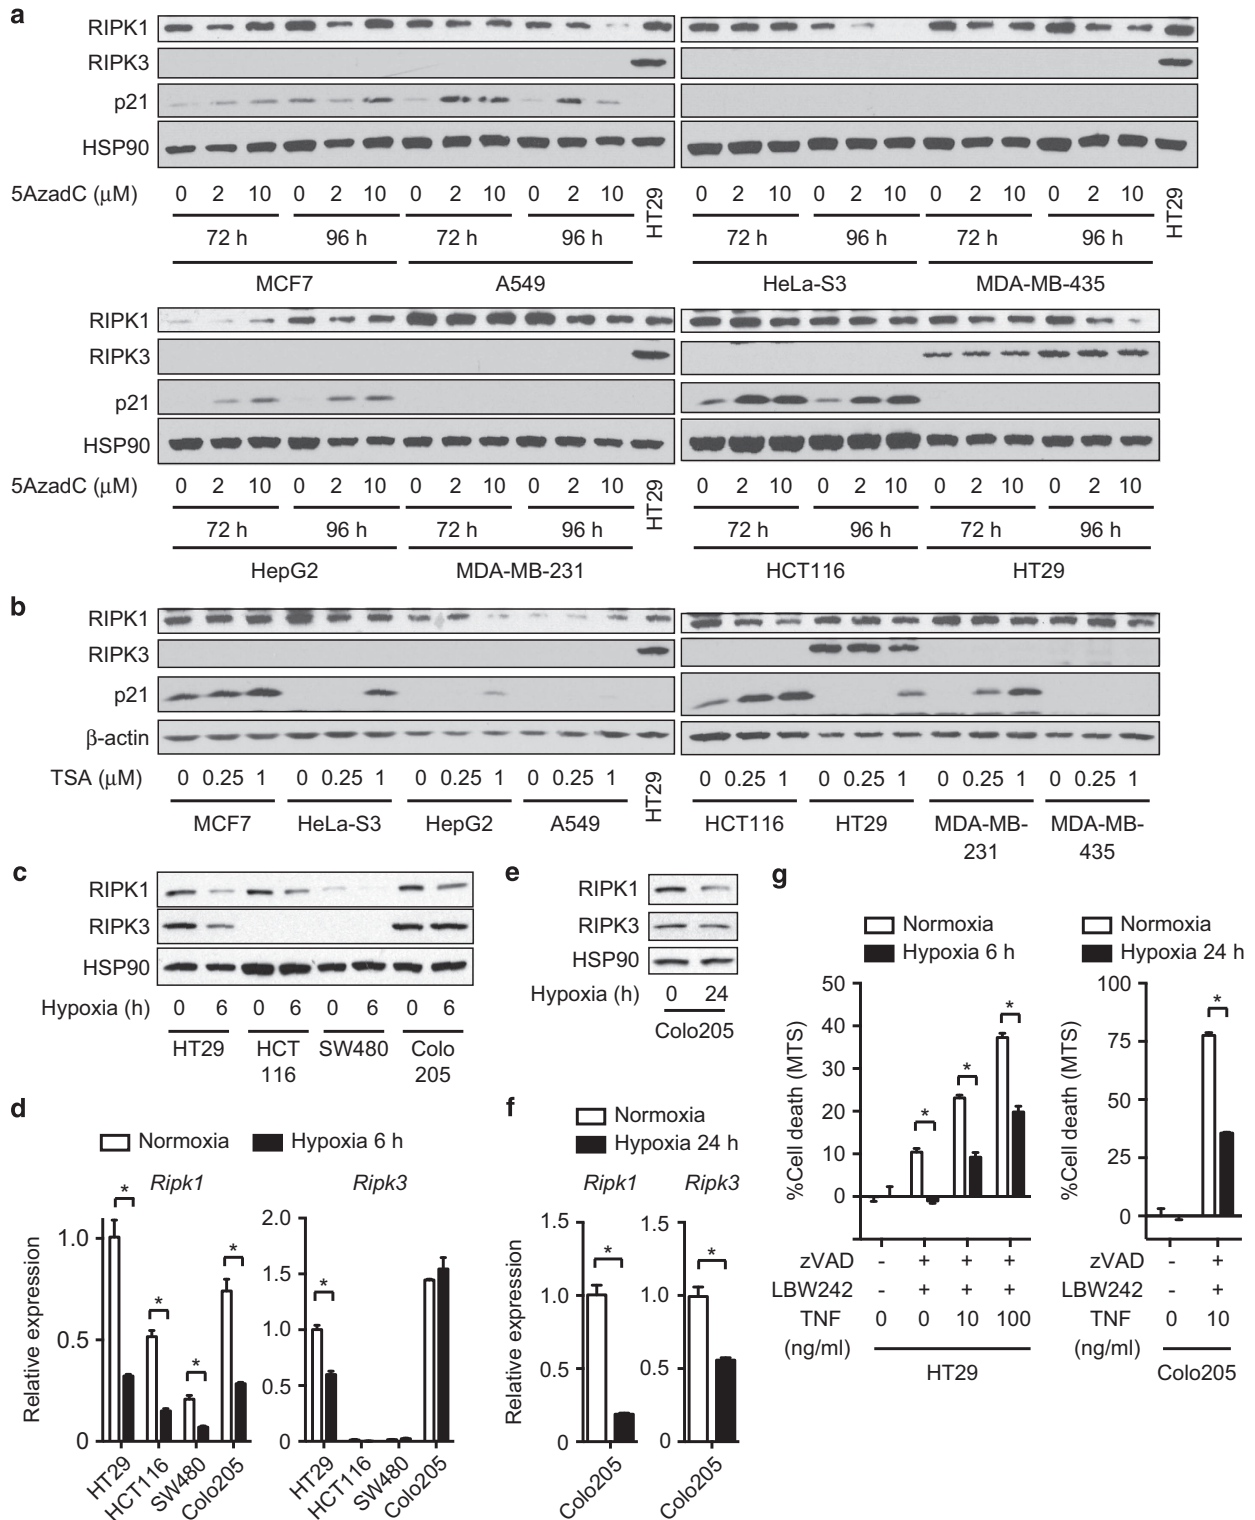 a
RIPK1
RIPK3
p21
HSP90
5AzadC (μM) 0 2 10 0 2 10 0 2 10 0 2 10 HT29 0 2 10 0 2 10 0 2 10 0 2 10 HT29
72 h 96 h 72 h 96 h 72 h 96 h 72 h 96 h
MCF7 A549 HeLa-S3 MDA-MB-435
RIPK1
RIPK3
p21
HSP90
5AzadC (μM) 0 2 10 0 2 10 0 2 10 0 2 10 HT29 0 2 10 0 2 10 0 2 10 0 2 10
72 h 96 h 72 h 96 h 72 h 96 h 72 h 96 h
HepG2 MDA-MB-231 HCT116 HT29
b
RIPK1
RIPK3
p21
β-actin
TSA (μM) 0 0.25 1 0 0.25 1 0 0.25 1 0 0.25 1 HT29 0 0.25 1 0 0.25 1 0 0.25 1 0 0.25 1
MCF7 HeLa-S3 HepG2 A549 HCT116 HT29 MDA-MB-231 MDA-MB-435
c
RIPK1
RIPK3
HSP90
Hypoxia (h) 0 6 0 6 0 6 0 6
HT29 HCT 116 SW480 Colo 205
d
Normoxia Hypoxia 6 h
Ripk1 Ripk3
Relative expression
1.0
0.5
0
* * * *
HT29 HCT116 SW480 Colo205
2.0
1.5
1.0
0.5
0
*
HT29 HCT116 SW480 Colo205
e
RIPK1
RIPK3
HSP90
Hypoxia (h) 0 24
Colo205
f
Normoxia
Hypoxia 24 h
Ripk1 Ripk3
Relative expression
1.5
1.0
0.5
0
*
Colo205
1.5
1.0
0.5
0
*
Colo205
g
Normoxia
Hypoxia 6 h
%Cell death (MTS)
50
40
30
20
10
0
* * *
zVAD - + + +
LBW242 - + + +
TNF 0 0 10 100
(ng/ml)
HT29
Normoxia
Hypoxia 24 h
%Cell death (MTS)
100
75
50
25
0
*
zVAD - +
LBW242 - +
TNF 0 10
(ng/ml)
Colo205